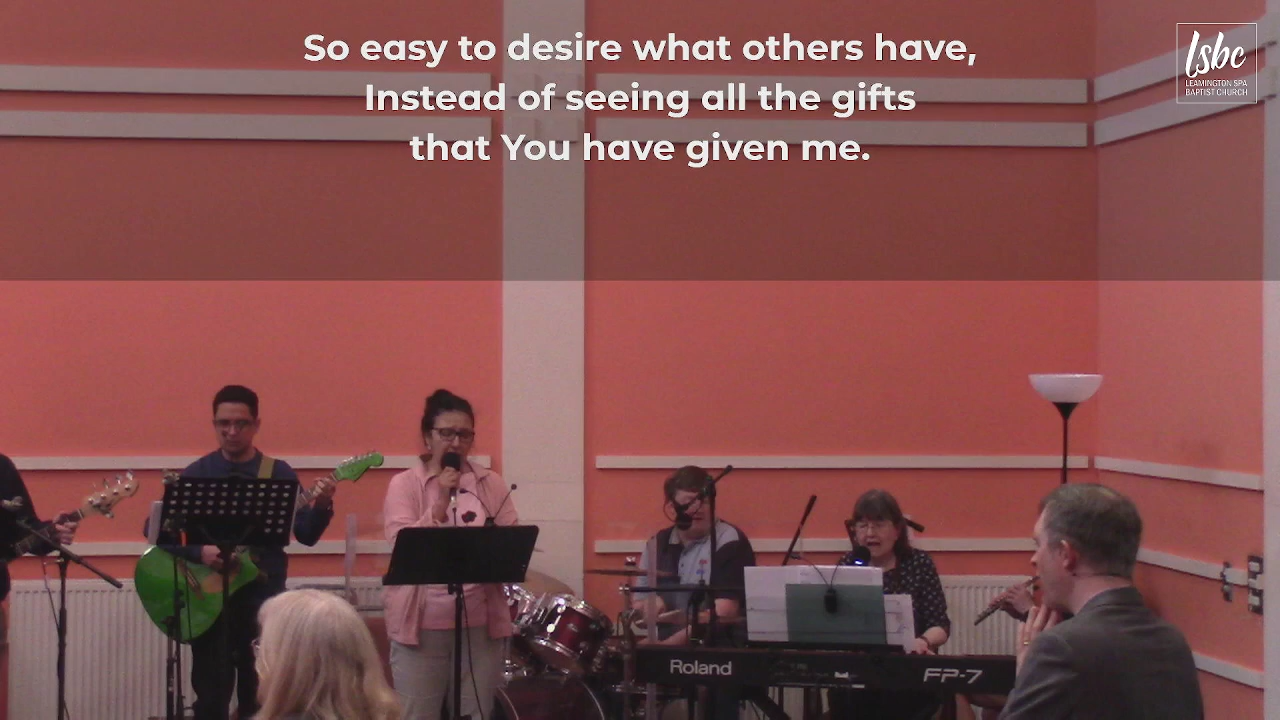 So easy to desire what others have,
Instead of seeing all the gifts
that You have given me.
lsbc
LEAMINGTON SPA
BAPTIST CHURCH
Roland
FP-7